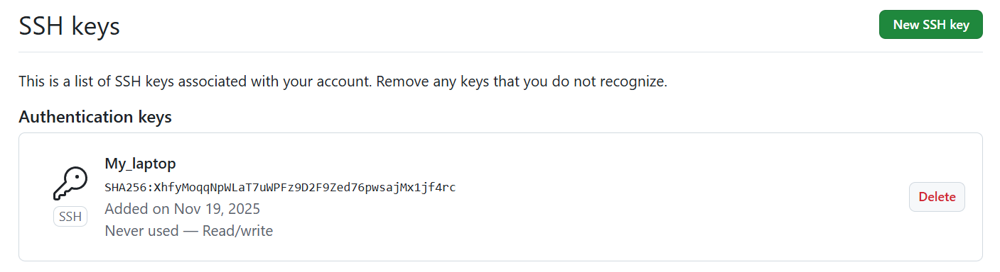 SSH keys
New SSH key
This is a list of SSH keys associated with your account. Remove any keys that you do not recognize.
Authentication keys
My_laptop
SHA256:XhfyMoqqNpWLaT7uWPFz9D2F9Zed76pwsajMx1jf4rc
SSH
Added on Nov 19, 2025
Never used — Read/write
Delete